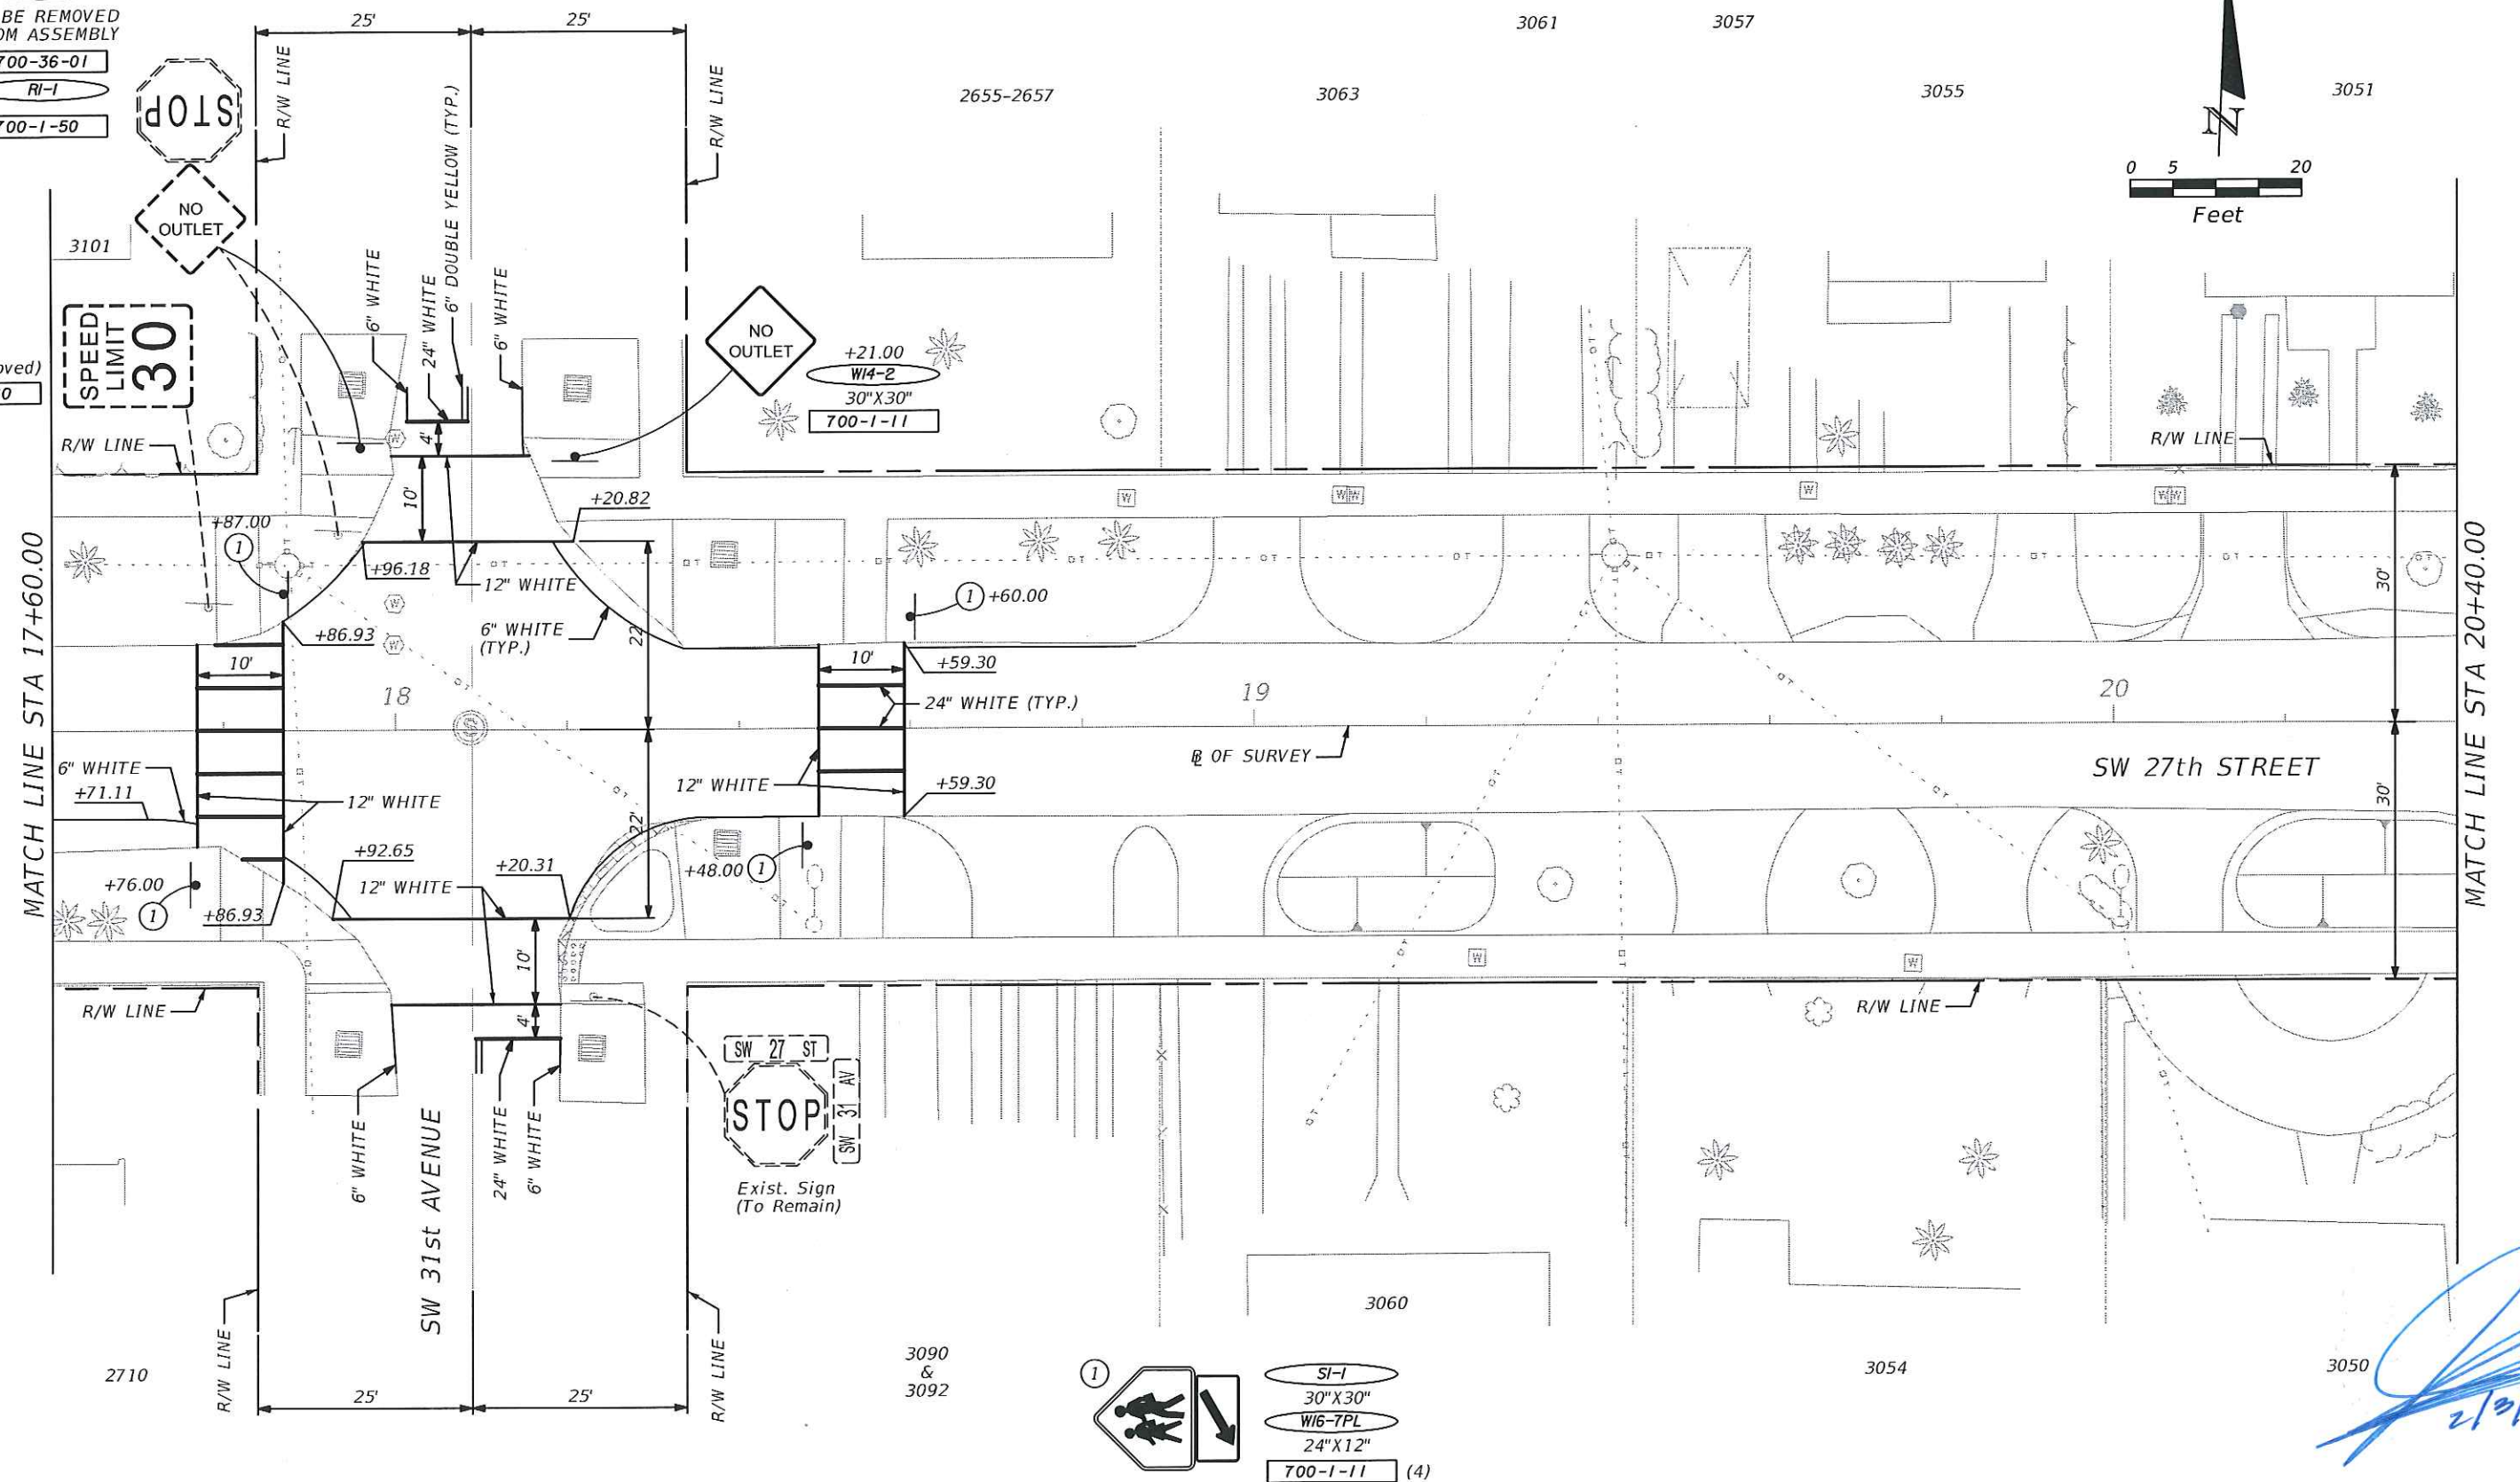 BE REMOVED
OM ASSEMBLY
700-36-01
R1-1
700-1-50
STOP
NO
OUTLET
3101
SPEED
LIMIT
30
oved)
0
R/W LINE
25'
25'
R/W LINE
R/W LINE
6" WHITE
24" WHITE
6" DOUBLE YELLOW (TYP.)
6" WHITE
4'
10'
NO
OUTLET
+21.00
W14-2
30"X30"
700-1-11
2655-2657
3061
3063
3057
3055
3051
N
0 5 20
Feet
R/W LINE
MATCH LINE STA 17+60.00
+87.00
1
+96.18
+20.82
12" WHITE
+86.93
6" WHITE
(TYP.)
22'
10'
18
10'
1 +60.00
+59.30
24" WHITE (TYP.)
19
20
30'
MATCH LINE STA 20+40.00
6" WHITE
+71.11
12" WHITE
12" WHITE
+59.30
B OF SURVEY
SW 27th STREET
30'
22'
+92.65
12" WHITE
+20.31
+48.00 1
+76.00
1
+86.93
10'
4'
R/W LINE
R/W LINE
SW 27 ST
STOP
SW 31 AV
Exist. Sign
(To Remain)
6" WHITE
SW 31st AVENUE
24" WHITE
6" WHITE
R/W LINE
R/W LINE
25'
25'
2710
3090
&
3092
3060
3054
3050
1
S1-1
30"X30"
W16-7PL
24"X12"
700-1-11 (4)
2/3/